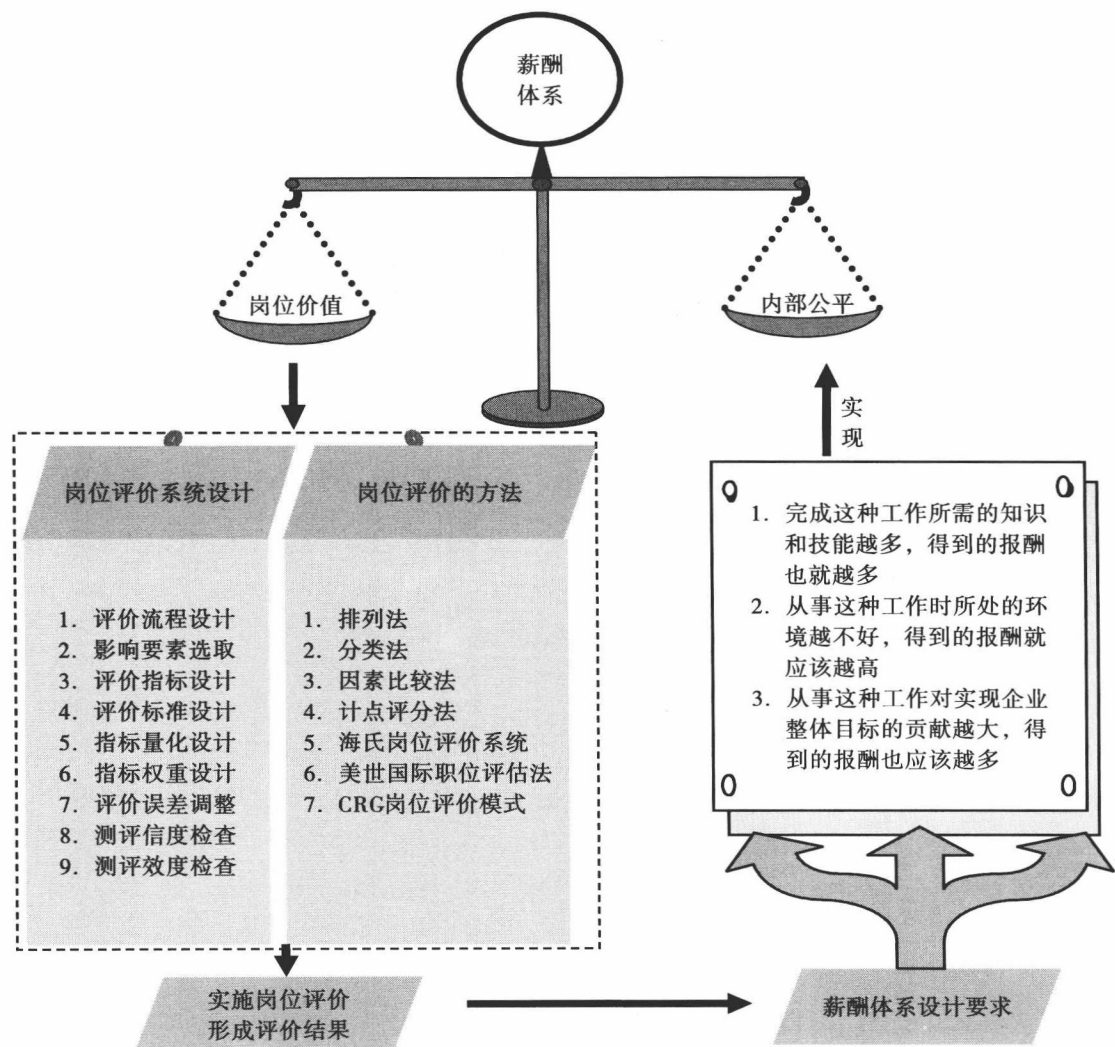 薪酬
体系
岗位价值
内部公平
实
现
岗位评价系统设计
1. 评价流程设计
2. 影响要素选取
3. 评价指标设计
4. 评价标准设计
5. 指标量化设计
6. 指标权重设计
7. 评价误差调整
8. 测评信度检查
9. 测评效度检查
岗位评价的方法
1. 排列法
2. 分类法
3. 因素比较法
4. 计点评分法
5. 海氏岗位评价系统
6. 美世国际职位评估法
7. CRG岗位评价模式
1. 完成这种工作所需的知识
和技能越多，得到的报酬
也就越多
2. 从事这种工作时所处的环
境越不好，得到的报酬就
应该越高
3. 从事这种工作对实现企业
整体目标的贡献越大，得
到的报酬也应该越多
实施岗位评价
形成评价结果
薪酬体系设计要求